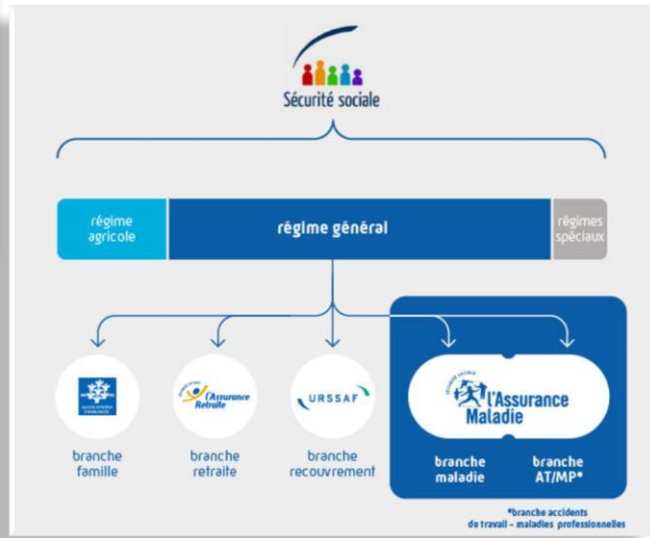 Sécurité sociale
régime
agricole
régime général
régimes
spéciaux
l'Assurance
Retraite
URSSAF
l'Assurance
Maladie
branche
famille
branche
retraite
branche
recouvrement
branche
maladie
branche
AT/MP*
*branche accidents
du travail - maladies professionnelles